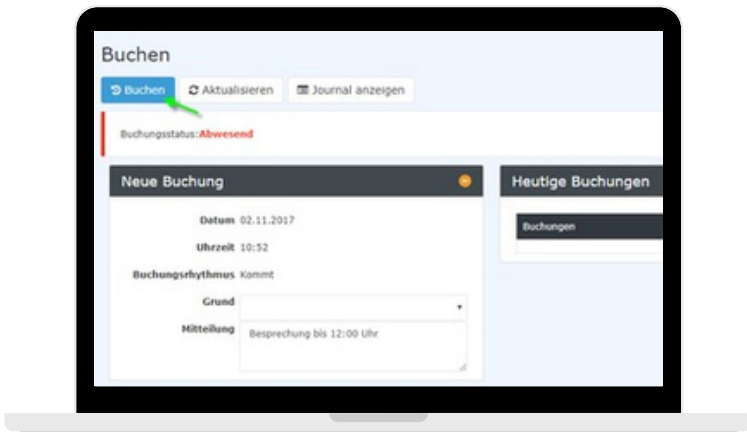 Buchen
Buchen Aktualisieren Journal anzeigen
Buchungsstatus:Abwesend
Neue Buchung
Datum 02.11.2017
Uhrzeit 10:52
Buchungsrhythmus Kommt
Grund
Mitteilung Besprechung bis 12:00 Uhr
Heutige Buchungen
Buchungen